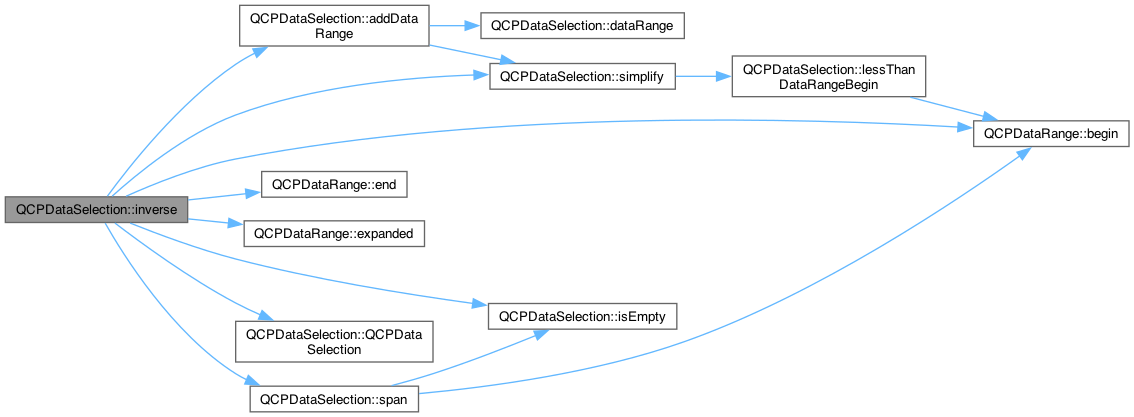 QCPDataSelection::addData
Range
QCPDataSelection::dataRange
QCPDataSelection::simplify
QCPDataSelection::lessThan
DataRangeBegin
QCPDataRange::begin
QCPDataSelection::inverse
QCPDataRange::end
QCPDataRange::expanded
QCPDataSelection::isEmpty
QCPDataSelection::QCPData
Selection
QCPDataSelection::span